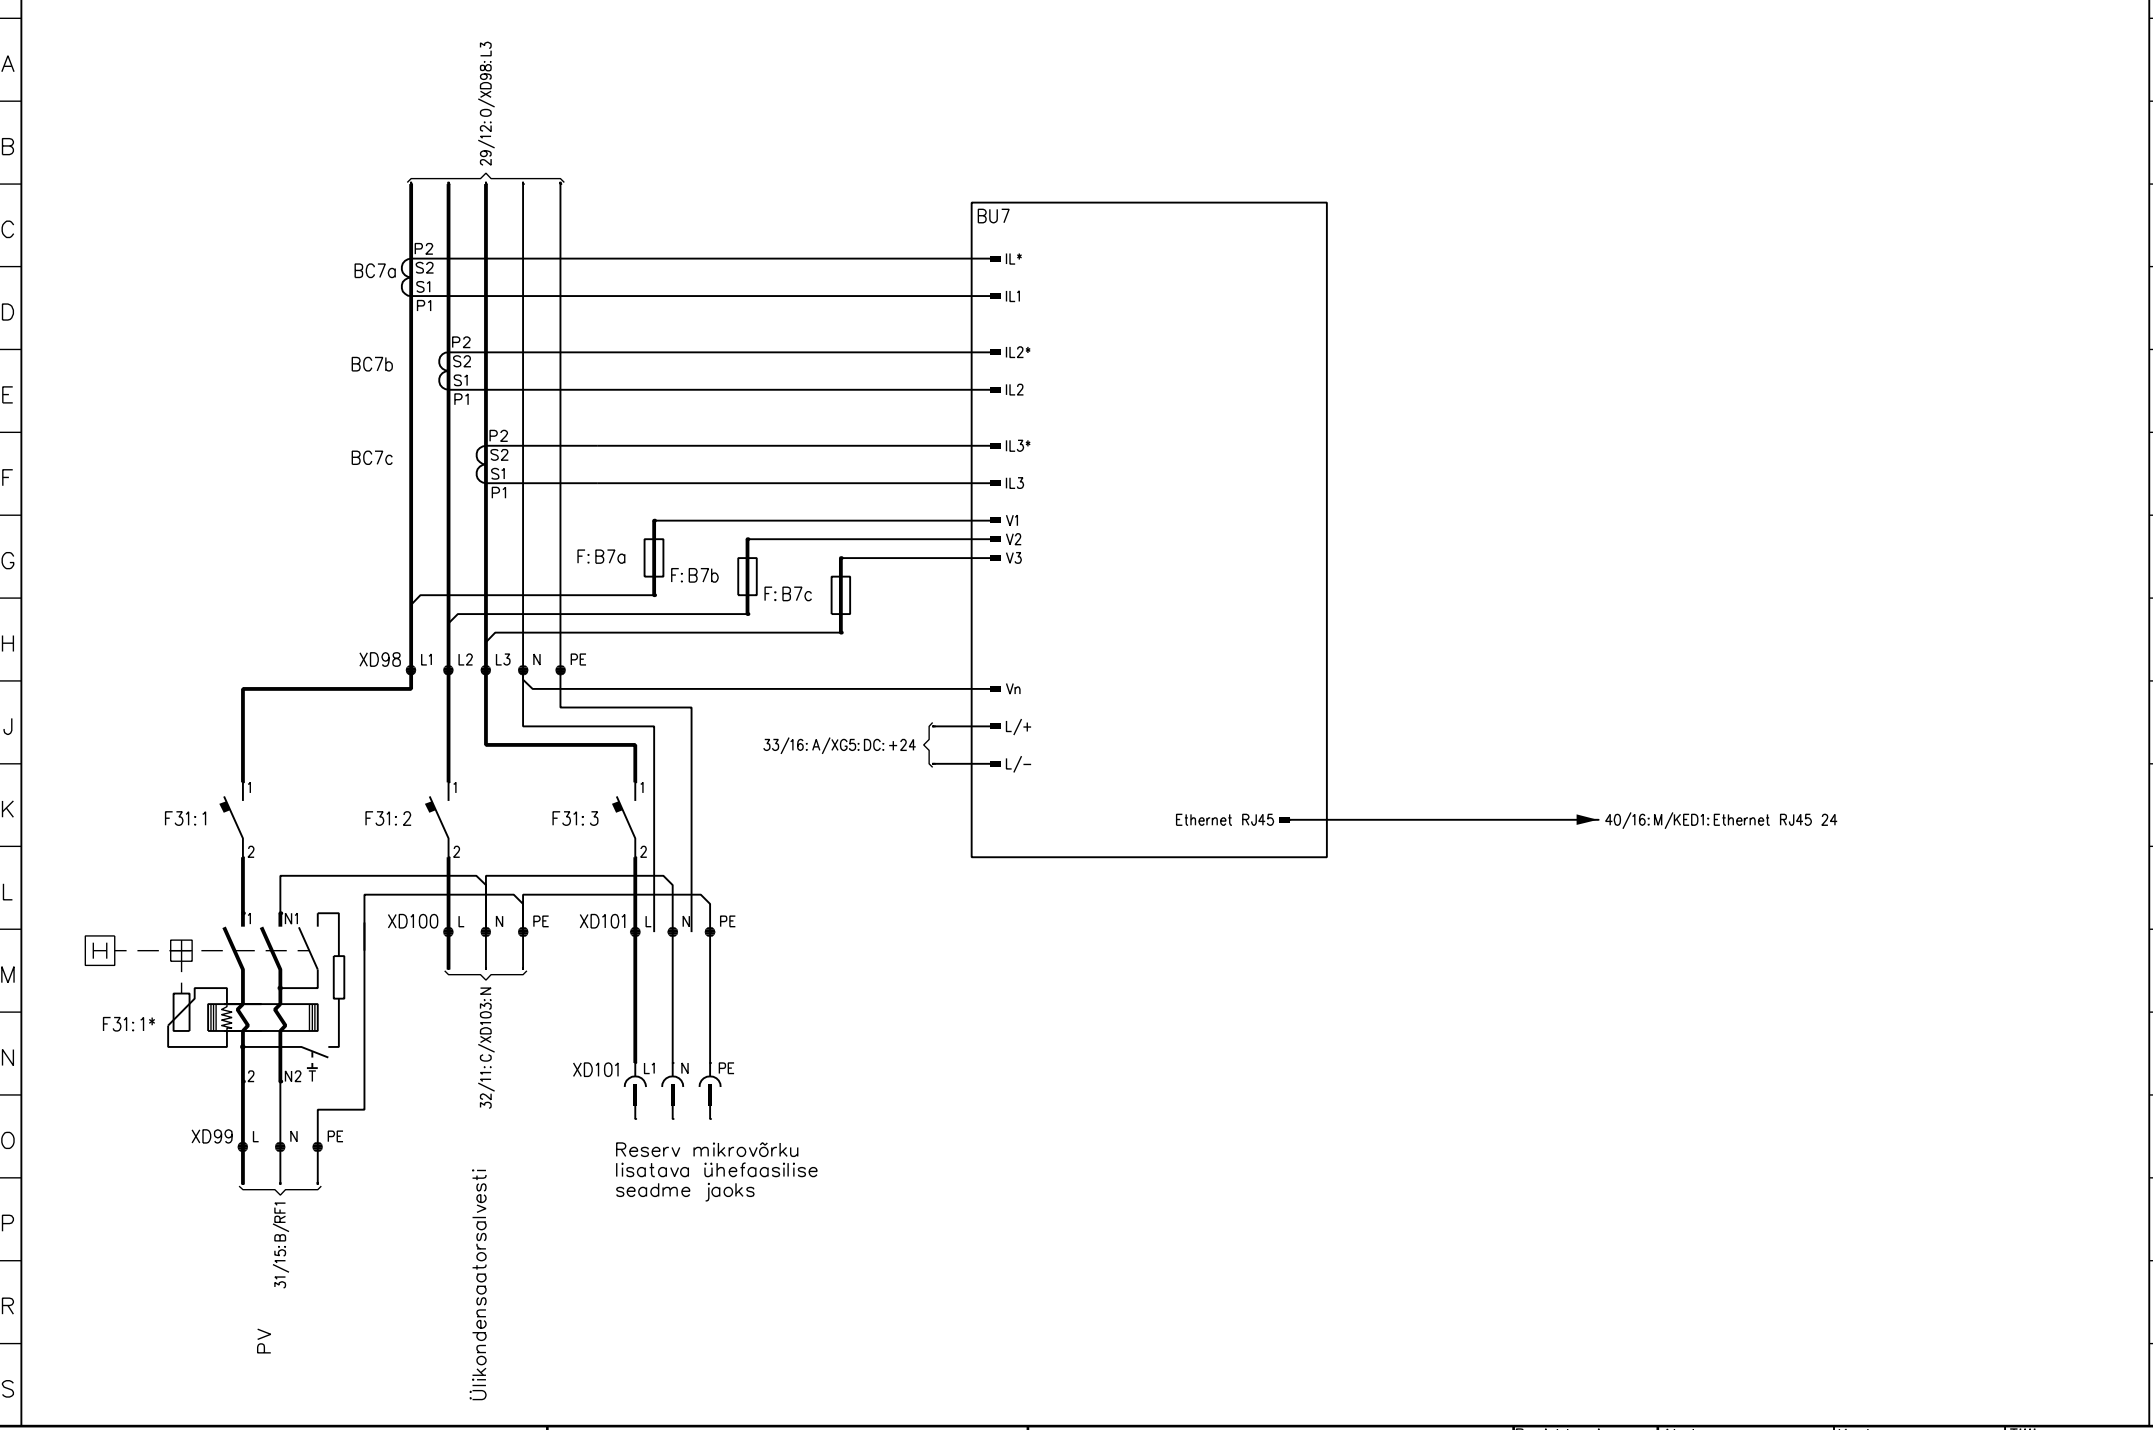 A
B
C
D
E
F
G
H
J
K
L
M
N
O
P
R
S
29/12:O/XD98:L3
BU7
BC7a
P2
S2
S1
P1
IL*
IL1
BC7b
P2
S2
S1
P1
IL2*
IL2
BC7c
P2
S2
S1
P1
IL3*
IL3
V1
V2
V3
F:B7a
F:B7b
F:B7c
XD98
L1
L2
L3
N
PE
Vn
L/+
33/16:A/XG5:DC:+24
L/-
Ethernet RJ45
40/16:M/KED1:Ethernet RJ45 24
F31:1
1
2
F31:2
1
2
F31:3
1
2
1
N1
XD100
L
N
PE
XD101
L
N
PE
H
F31:1*
2
N2
T
32/11:C/XD103:N
XD101
L1
N
PE
XD99
L
N
PE
Reserv mikrovõrku
lisatava ühefaasilise
seadme jaoks
31/15:B/RF1
PV
Ülikondensaatorsalvesti